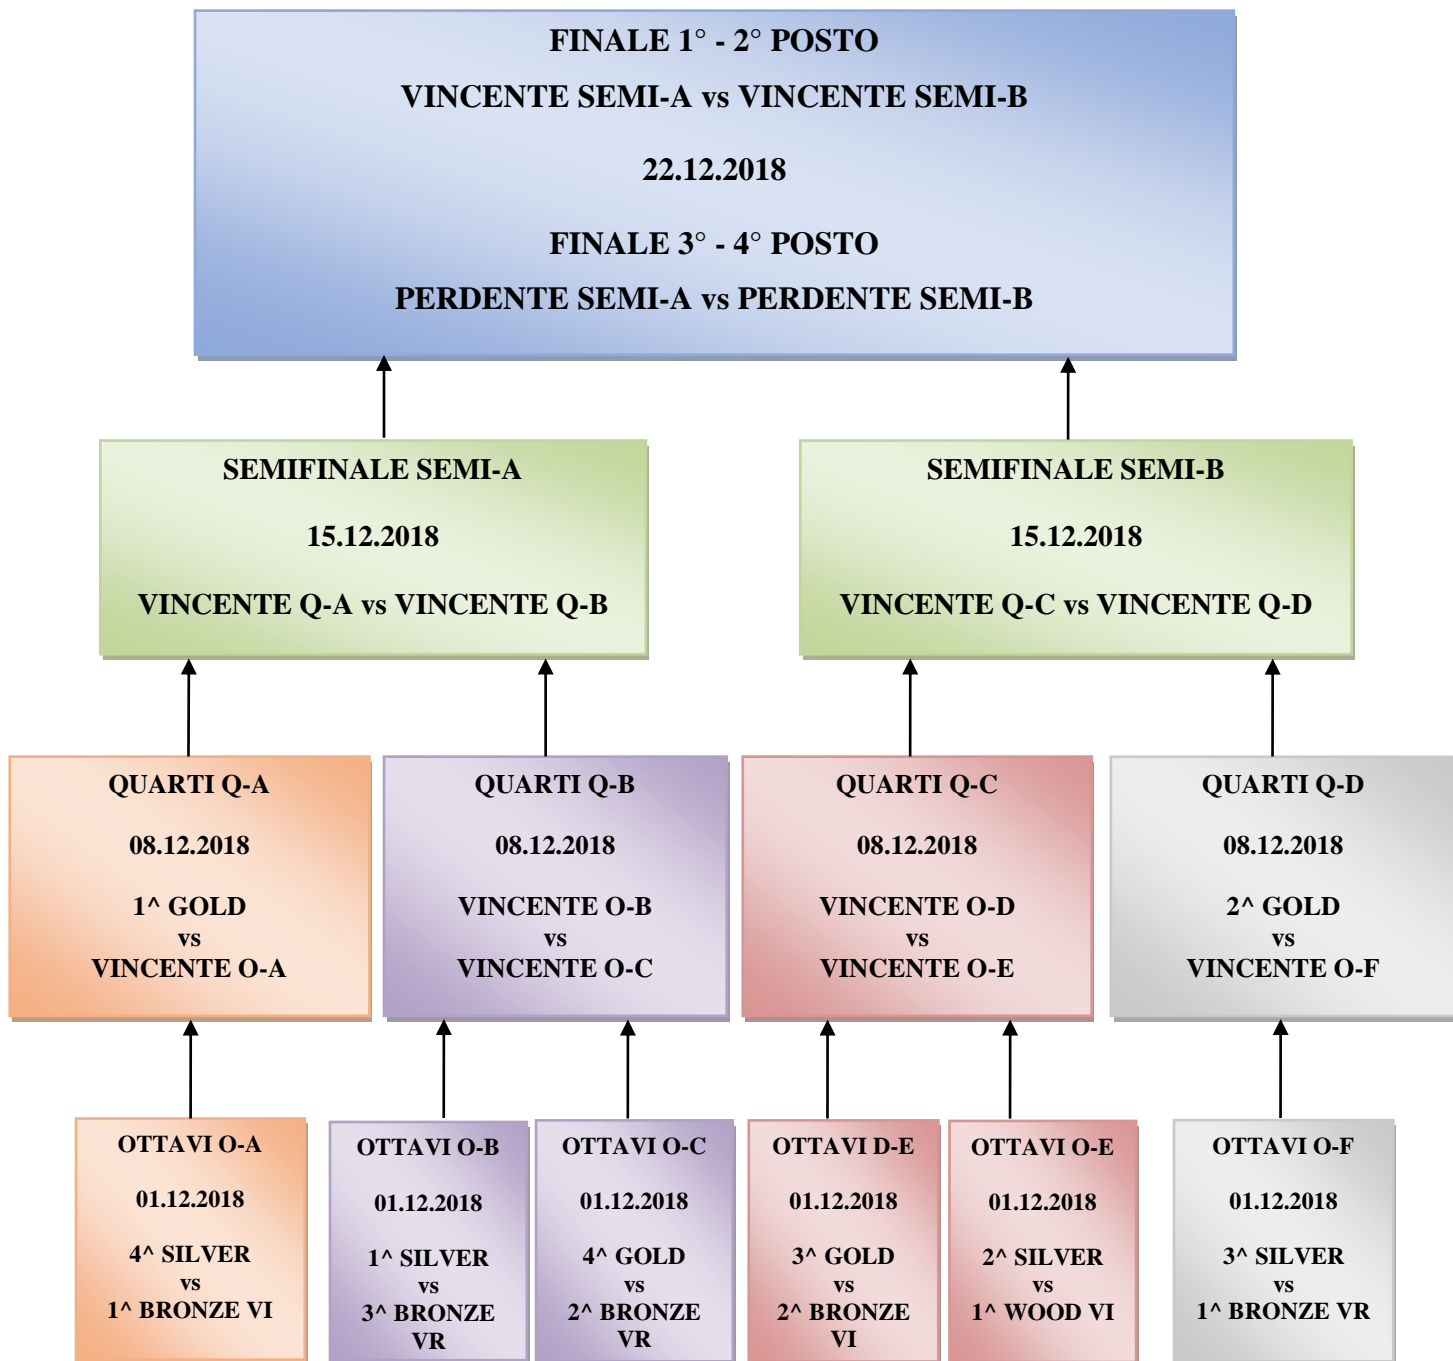 FINALE 1° - 2° POSTO
VINCENTE SEMI-A vs VINCENTE SEMI-B
22.12.2018
FINALE 3° - 4° POSTO
PERDENTE SEMI-A vs PERDENTE SEMI-B
SEMIFINALE SEMI-A
15.12.2018
VINCENTE Q-A vs VINCENTE Q-B
SEMIFINALE SEMI-B
15.12.2018
VINCENTE Q-C vs VINCENTE Q-D
QUARTI Q-A
08.12.2018
1^ GOLD
vs
VINCENTE O-A
QUARTI Q-B
08.12.2018
VINCENTE O-B
vs
VINCENTE O-C
QUARTI Q-C
08.12.2018
VINCENTE O-D
vs
VINCENTE O-E
QUARTI Q-D
08.12.2018
2^ GOLD
vs
VINCENTE O-F
OTTAVI O-A
01.12.2018
4^ SILVER
vs
1^ BRONZE VI
OTTAVI O-B
01.12.2018
1^ SILVER
vs
3^ BRONZE
VR
OTTAVI O-C
01.12.2018
4^ GOLD
vs
2^ BRONZE
VR
OTTAVI D-E
01.12.2018
3^ GOLD
vs
2^ BRONZE
VI
OTTAVI O-E
01.12.2018
2^ SILVER
vs
1^ WOOD VI
OTTAVI O-F
01.12.2018
3^ SILVER
vs
1^ BRONZE VR